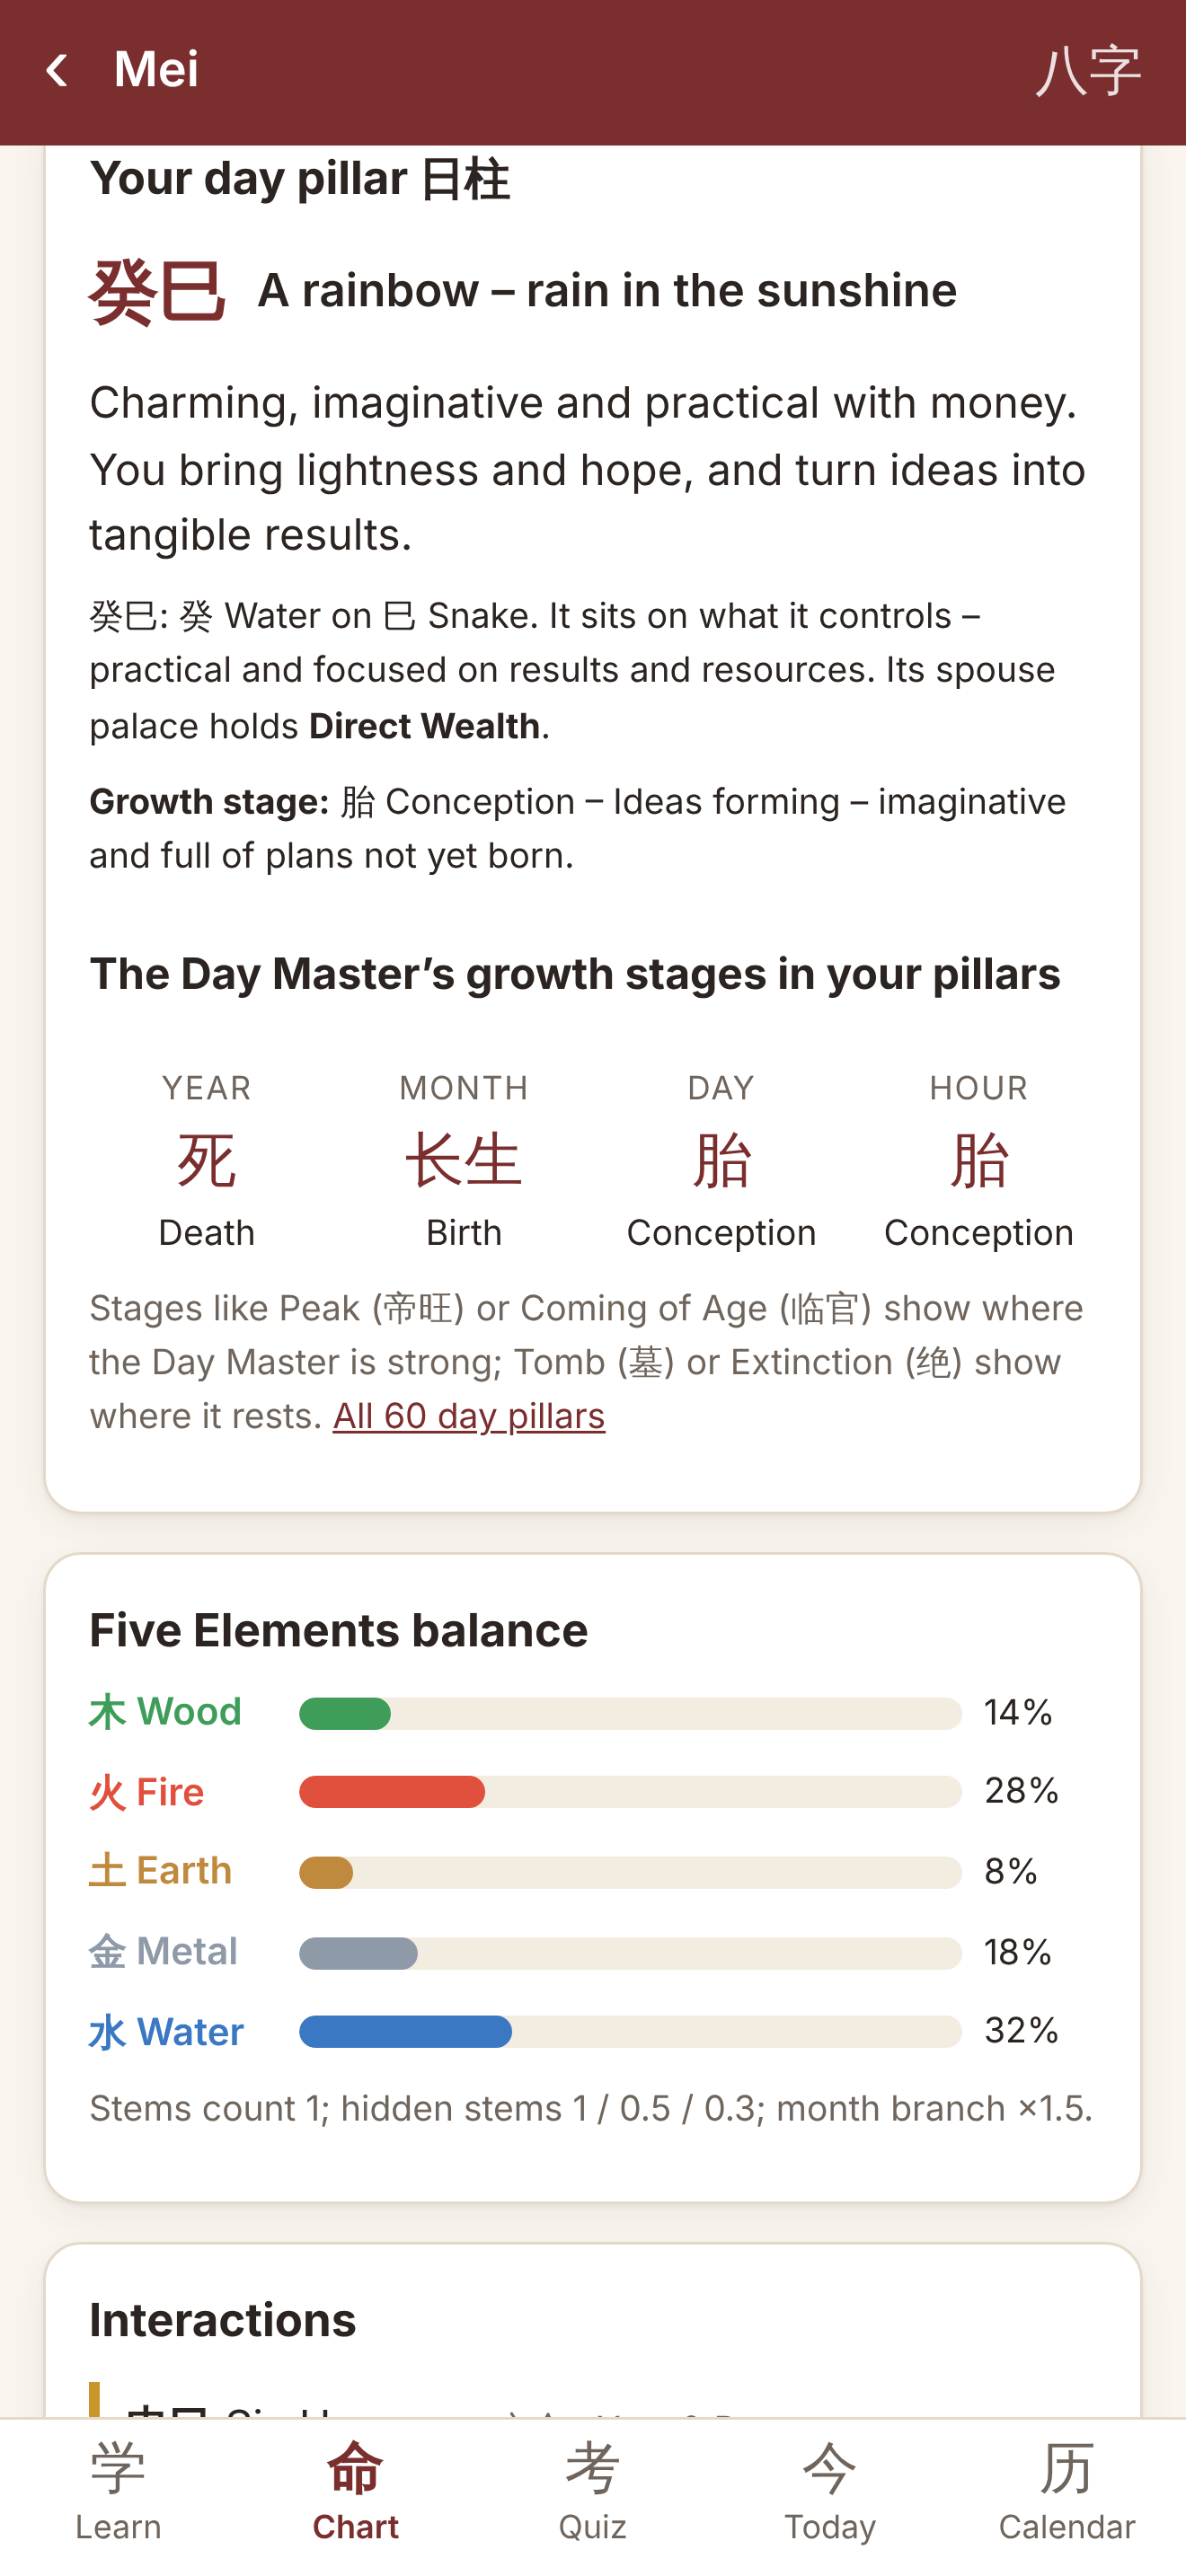 Mei
八字
Your day pillar 日柱
癸巳 A rainbow – rain in the sunshine
Charming, imaginative and practical with money.
You bring lightness and hope, and turn ideas into
tangible results.
癸巳: 癸 Water on 巳 Snake. It sits on what it controls –
practical and focused on results and resources. Its spouse
palace holds Direct Wealth.
Growth stage: 胎 Conception – Ideas forming – imaginative
and full of plans not yet born.
The Day Master’s growth stages in your pillars
YEAR MONTH DAY HOUR
死 长生 胎 胎
Death Birth Conception Conception
Stages like Peak (帝旺) or Coming of Age (临官) show where
the Day Master is strong; Tomb (墓) or Extinction (绝) show
where it rests. All 60 day pillars
Five Elements balance
木 Wood 14%
火 Fire 28%
土 Earth 8%
金 Metal 18%
水 Water 32%
Stems count 1; hidden stems 1 / 0.5 / 0.3; month branch ×1.5.
Interactions
学 命 考 今 历
Learn Chart Quiz Today Calendar